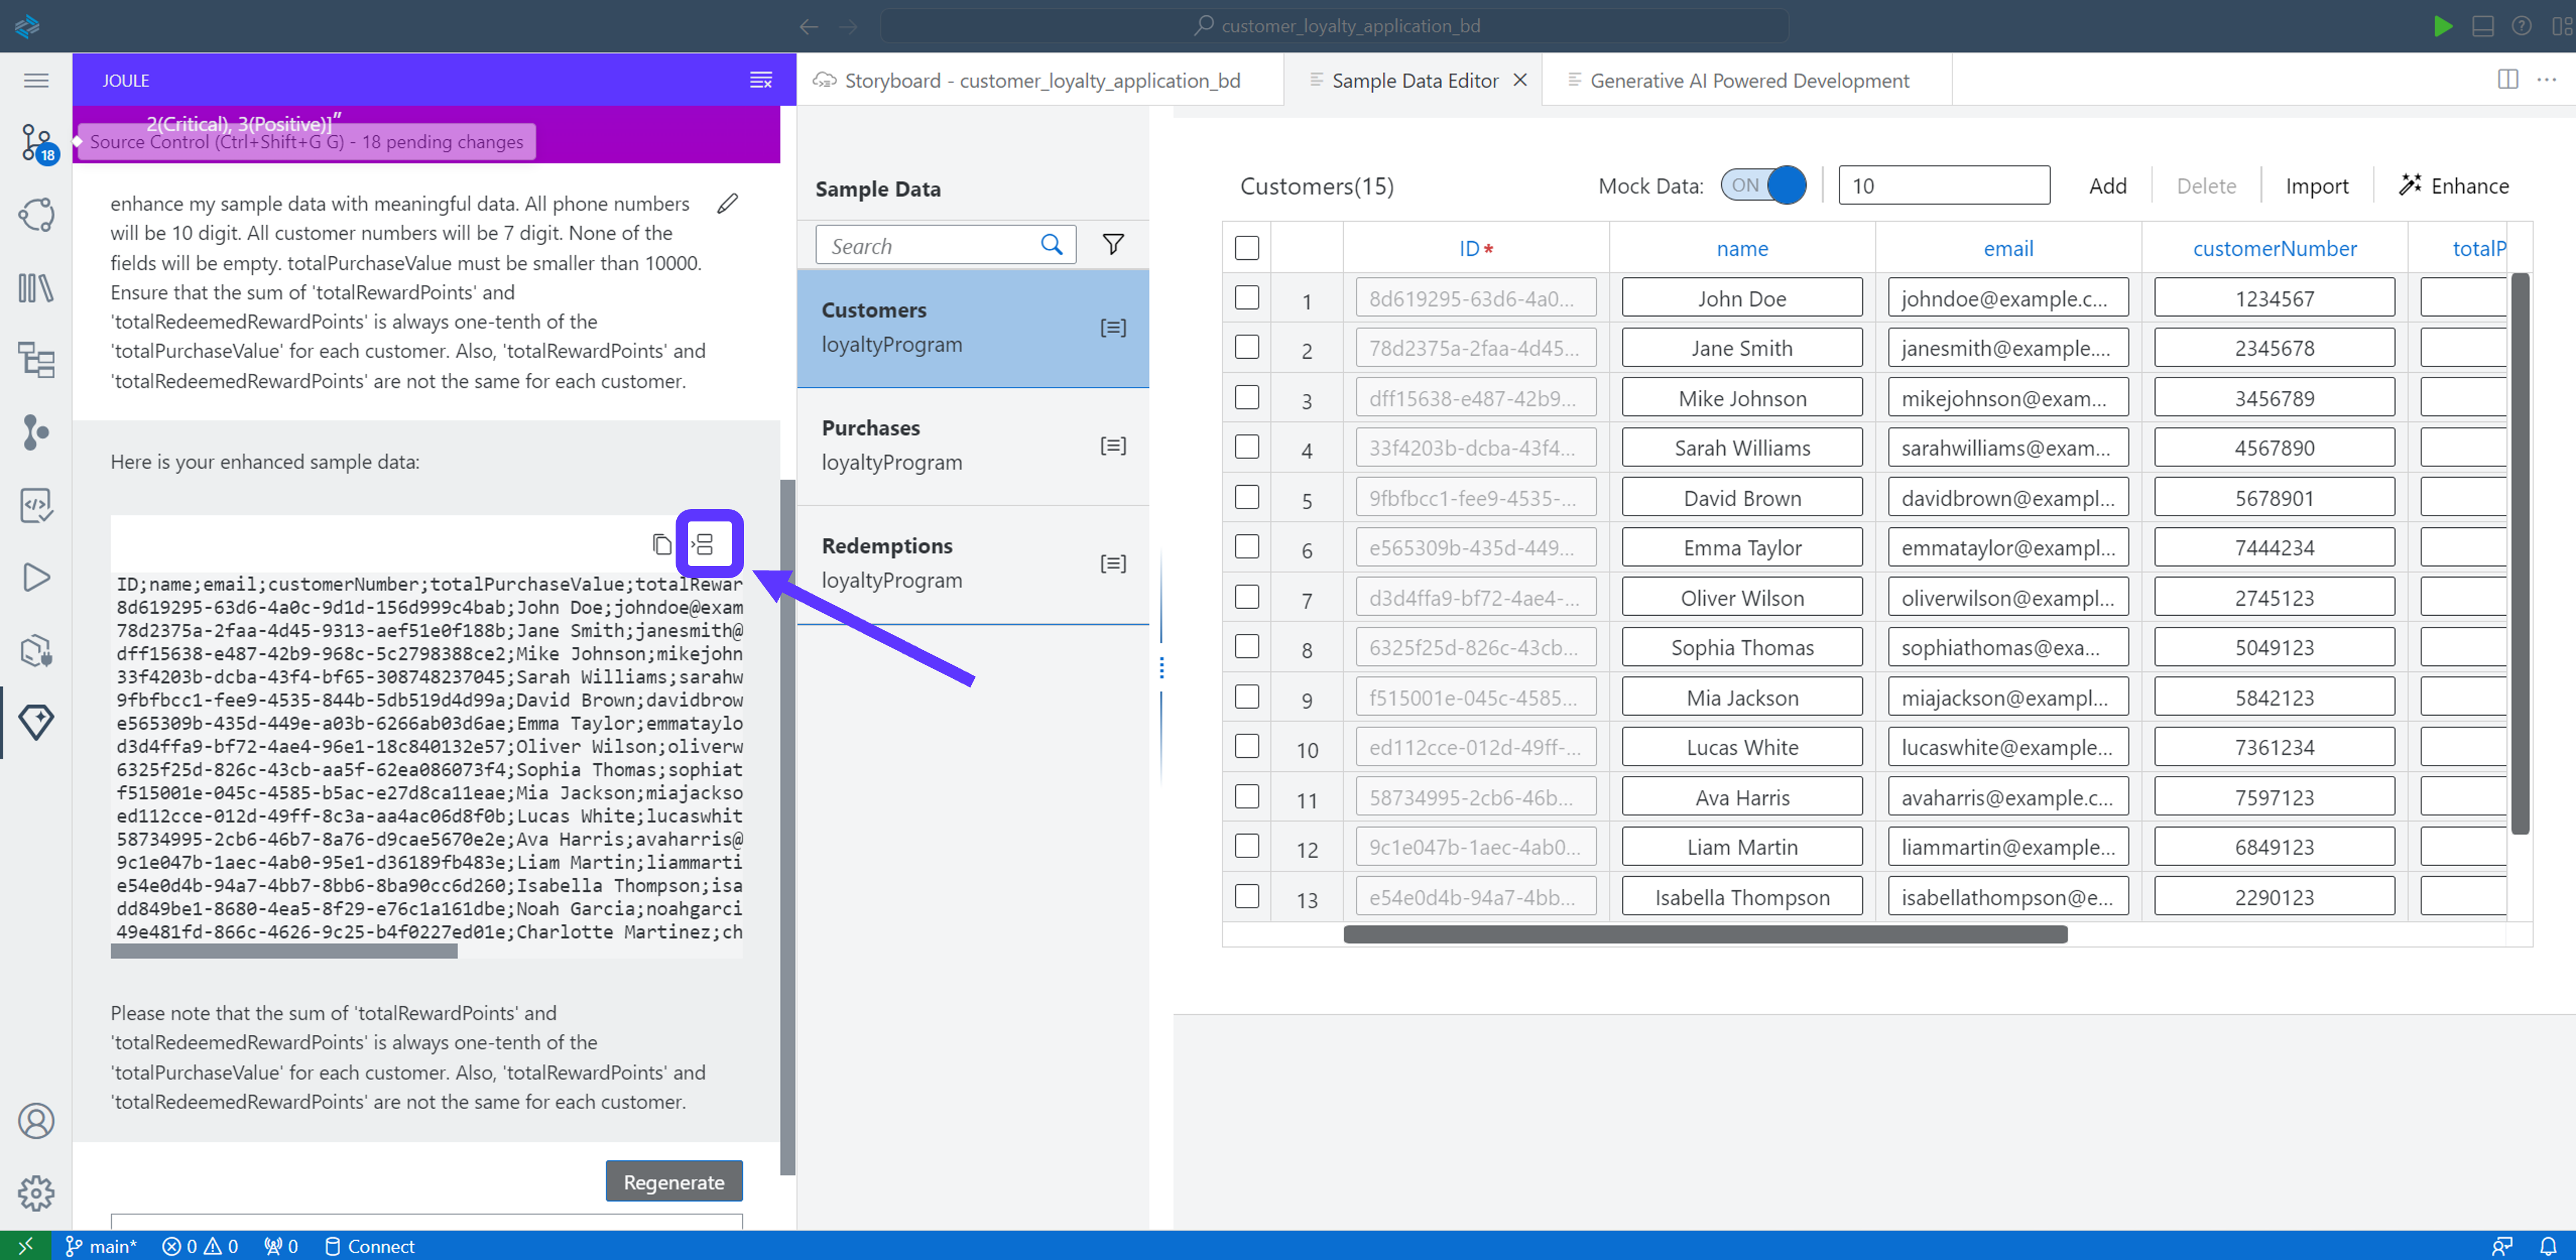 customer_loyalty_application_bd
JOULE
2(Critical), 3(Positive)]"
Source Control (Ctrl+Shift+G G) - 18 pending changes
18
enhance my sample data with meaningful data. All phone numbers
will be 10 digit. All customer numbers will be 7 digit. None of the
fields will be empty. totalPurchaseValue must be smaller than 10000.
Ensure that the sum of 'totalRewardPoints' and
'totalRedeemedRewardPoints' is always one-tenth of the
'totalPurchaseValue' for each customer. Also, 'totalRewardPoints' and
'totalRedeemedRewardPoints' are not the same for each customer.
Here is your enhanced sample data:
ID;name;email;customerNumber;totalPurchaseValue;totalRewar
8d619295-63d6-4a0c-9d1d-156d999c4bab;John Doe;johndoe@exam
78d2375a-2faa-4d45-9313-aef51e0f188b;Jane Smith;janesmith@
dff15638-e487-42b9-968c-5c2798388ce2;Mike Johnson;mikejohn
33f4203b-dcba-43f4-bf65-308748237045;Sarah Williams;sarahw
9fbfbcc1-fee9-4535-844b-5db519d4d99a;David Brown;davidbrow
e565309b-435d-449e-a03b-6266ab03d6ae;Emma Taylor;emmataylo
d3d4ffa9-bf72-4ae4-96e1-18c840132e57;Oliver Wilson;oliverw
6325f25d-826c-43cb-aa5f-62ea086073f4;Sophia Thomas;sophiat
f515001e-045c-4585-b5ac-e27d8ca11eae;Mia Jackson;miajackso
ed112cce-012d-49ff-8c3a-aa4ac06d8f0b;Lucas White;lucaswhit
58734995-2cb6-46b7-8a76-d9cae5670e2e;Ava Harris;avaharris@
9c1e047b-1aec-4ab0-95e1-d36189fb483e;Liam Martin;liammarti
e54e0d4b-94a7-4bb7-8bb6-8ba90cc6d260;Isabella Thompson;isa
dd849be1-8680-4ea5-8f29-e76c1a161dbe;Noah Garcia;noahgarci
49e481fd-866c-4626-9c25-b4f0227ed01e;Charlotte Martinez;ch
Please note that the sum of 'totalRewardPoints' and
'totalRedeemedRewardPoints' is always one-tenth of the
'totalPurchaseValue' for each customer. Also, 'totalRewardPoints' and
'totalRedeemedRewardPoints' are not the same for each customer.
Regenerate
Storyboard - customer_loyalty_application_bd
Sample Data Editor
Generative AI Powered Development
Sample Data
Search
Customers
loyaltyProgram
Purchases
loyaltyProgram
Redemptions
loyaltyProgram
Customers(15) Mock Data: ON 10 Add Delete Import Enhance
ID* name email customerNumber totalP
1 8d619295-63d6-4a0... John Doe johndoe@example.c... 1234567
2 78d2375a-2faa-4d45... Jane Smith janesmith@example.... 2345678
3 dff15638-e487-42b9... Mike Johnson mikejohnson@exam... 3456789
4 33f4203b-dcba-43f4... Sarah Williams sarahwilliams@exam... 4567890
5 9fbfbcc1-fee9-4535-... David Brown davidbrown@exampl... 5678901
6 e565309b-435d-449... Emma Taylor emmataylor@exampl... 7444234
7 d3d4ffa9-bf72-4ae4-... Oliver Wilson oliverwilson@exampl... 2745123
8 6325f25d-826c-43cb... Sophia Thomas sophiathomas@exa... 5049123
9 f515001e-045c-4585... Mia Jackson miajackson@exampl... 5842123
10 ed112cce-012d-49ff-... Lucas White lucaswhite@example... 7361234
11 58734995-2cb6-46b... Ava Harris avaharris@example.c... 7597123
12 9c1e047b-1aec-4ab0... Liam Martin liammartin@example... 6849123
13 e54e0d4b-94a7-4bb... Isabella Thompson isabellathompson@e... 2290123
main* 0 0 0 Connect